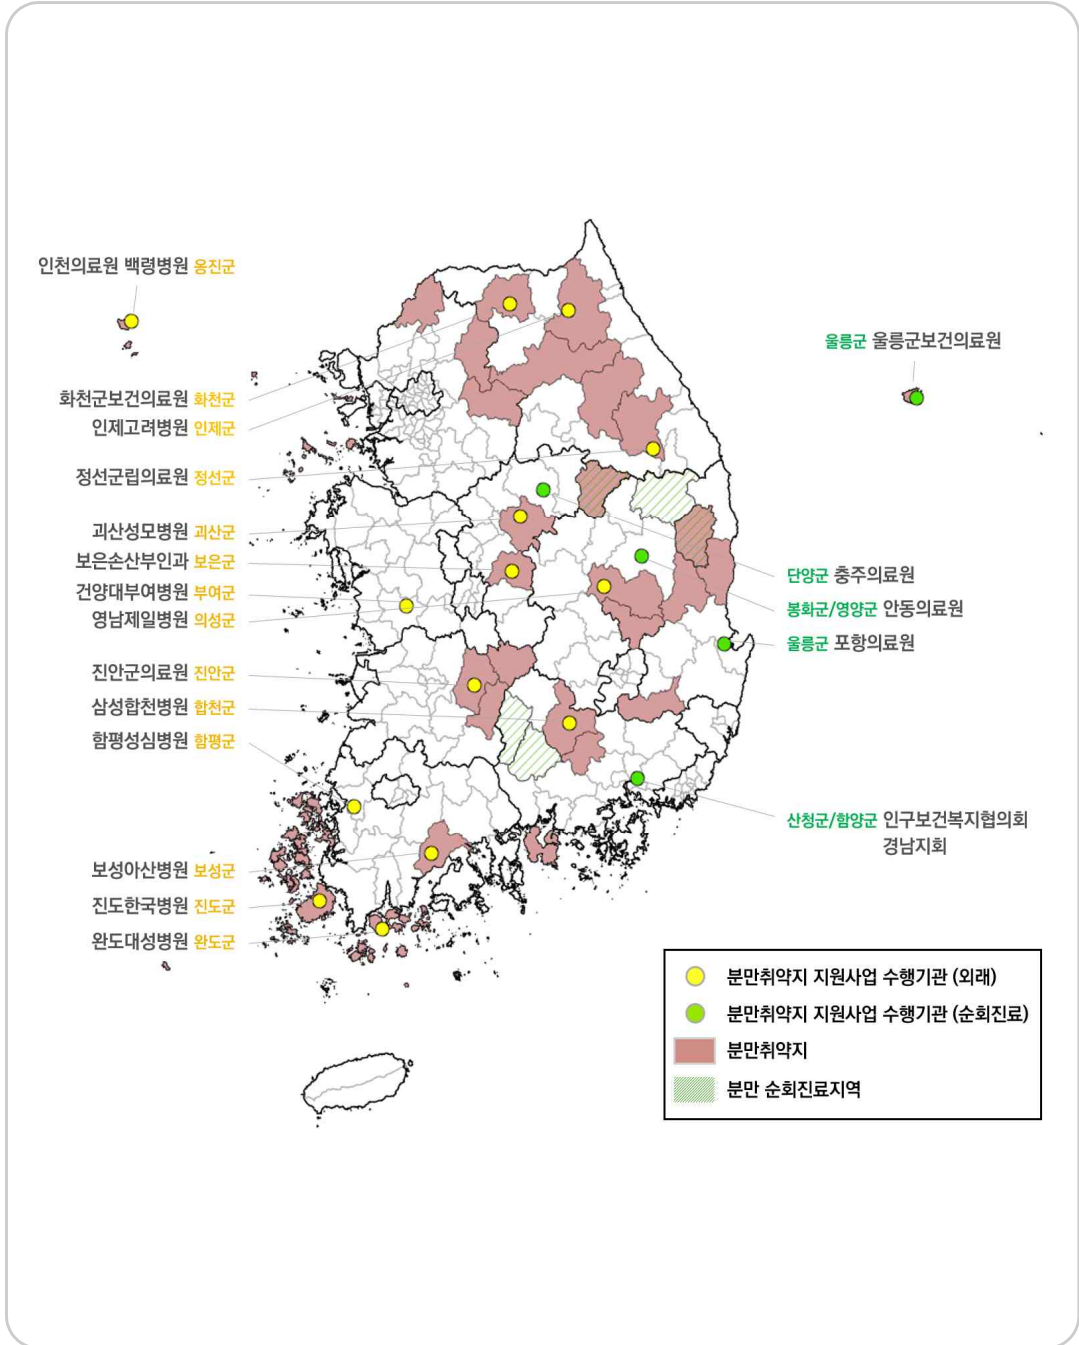 인천의료원 백령병원 옹진군
화천군보건의료원 화천군
인제고려병원 인제군
정선군립의료원 정선군
괴산성모병원 괴산군
보은손산부인과 보은군
건양대부여병원 부여군
영남제일병원 의성군
진안군의료원 진안군
삼성합천병원 합천군
함평성심병원 함평군
보성아산병원 보성군
진도한국병원 진도군
완도대성병원 완도군
울릉군 울릉군보건의료원
단양군 충주의료원
봉화군/영양군 안동의료원
울릉군 포항의료원
산청군/함양군 인구보건복지협의회
경남지회
분만취약지 지원사업 수행기관 (외래)
분만취약지 지원사업 수행기관 (순회진료)
분만취약지
분만 순회진료지역